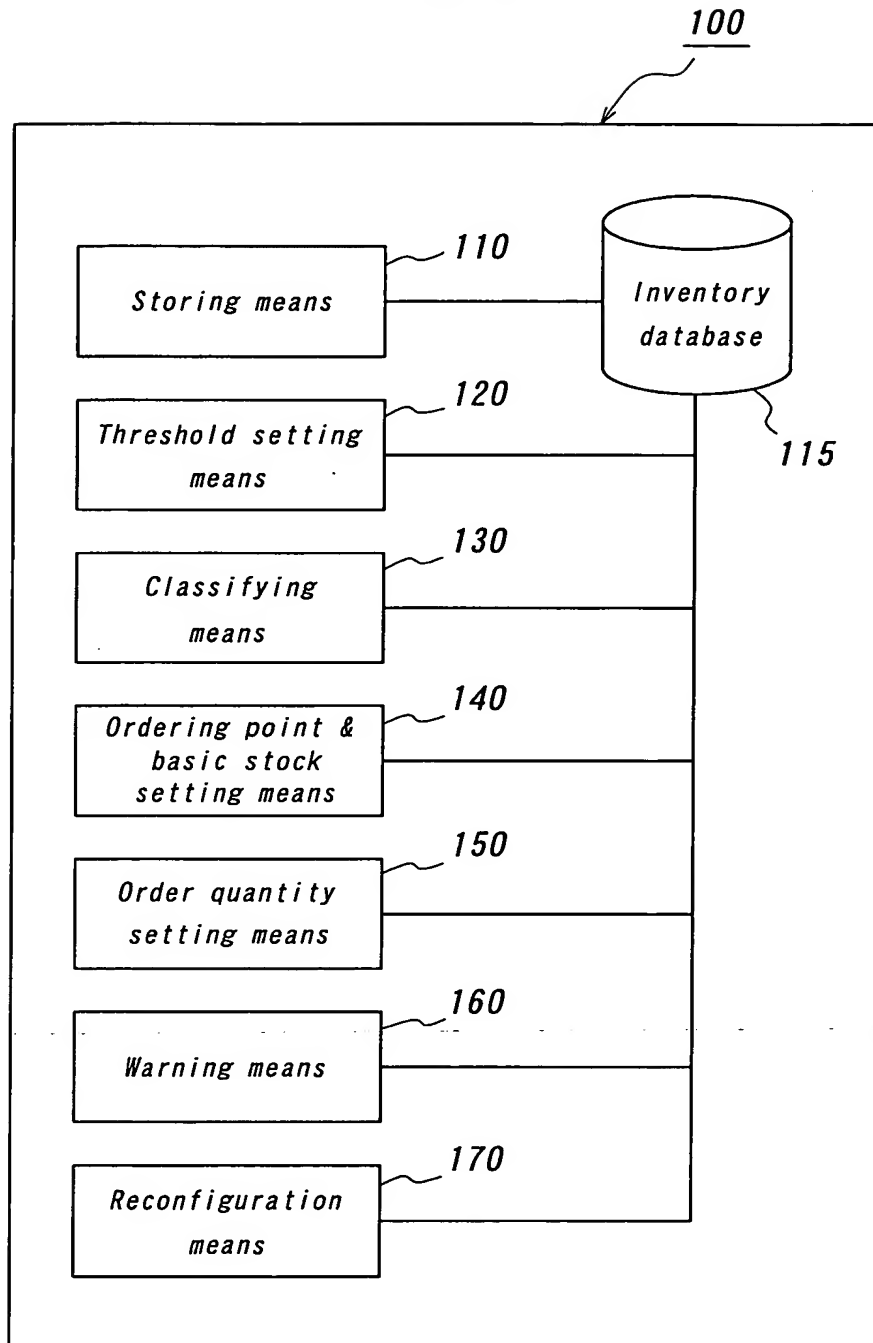 100
110
Storing means
Inventory
database
115
120
Threshold setting
means
130
Classifying
means
140
Ordering point &
basic stock
setting means
150
Order quantity
setting means
160
Warning means
170
Reconfiguration
means